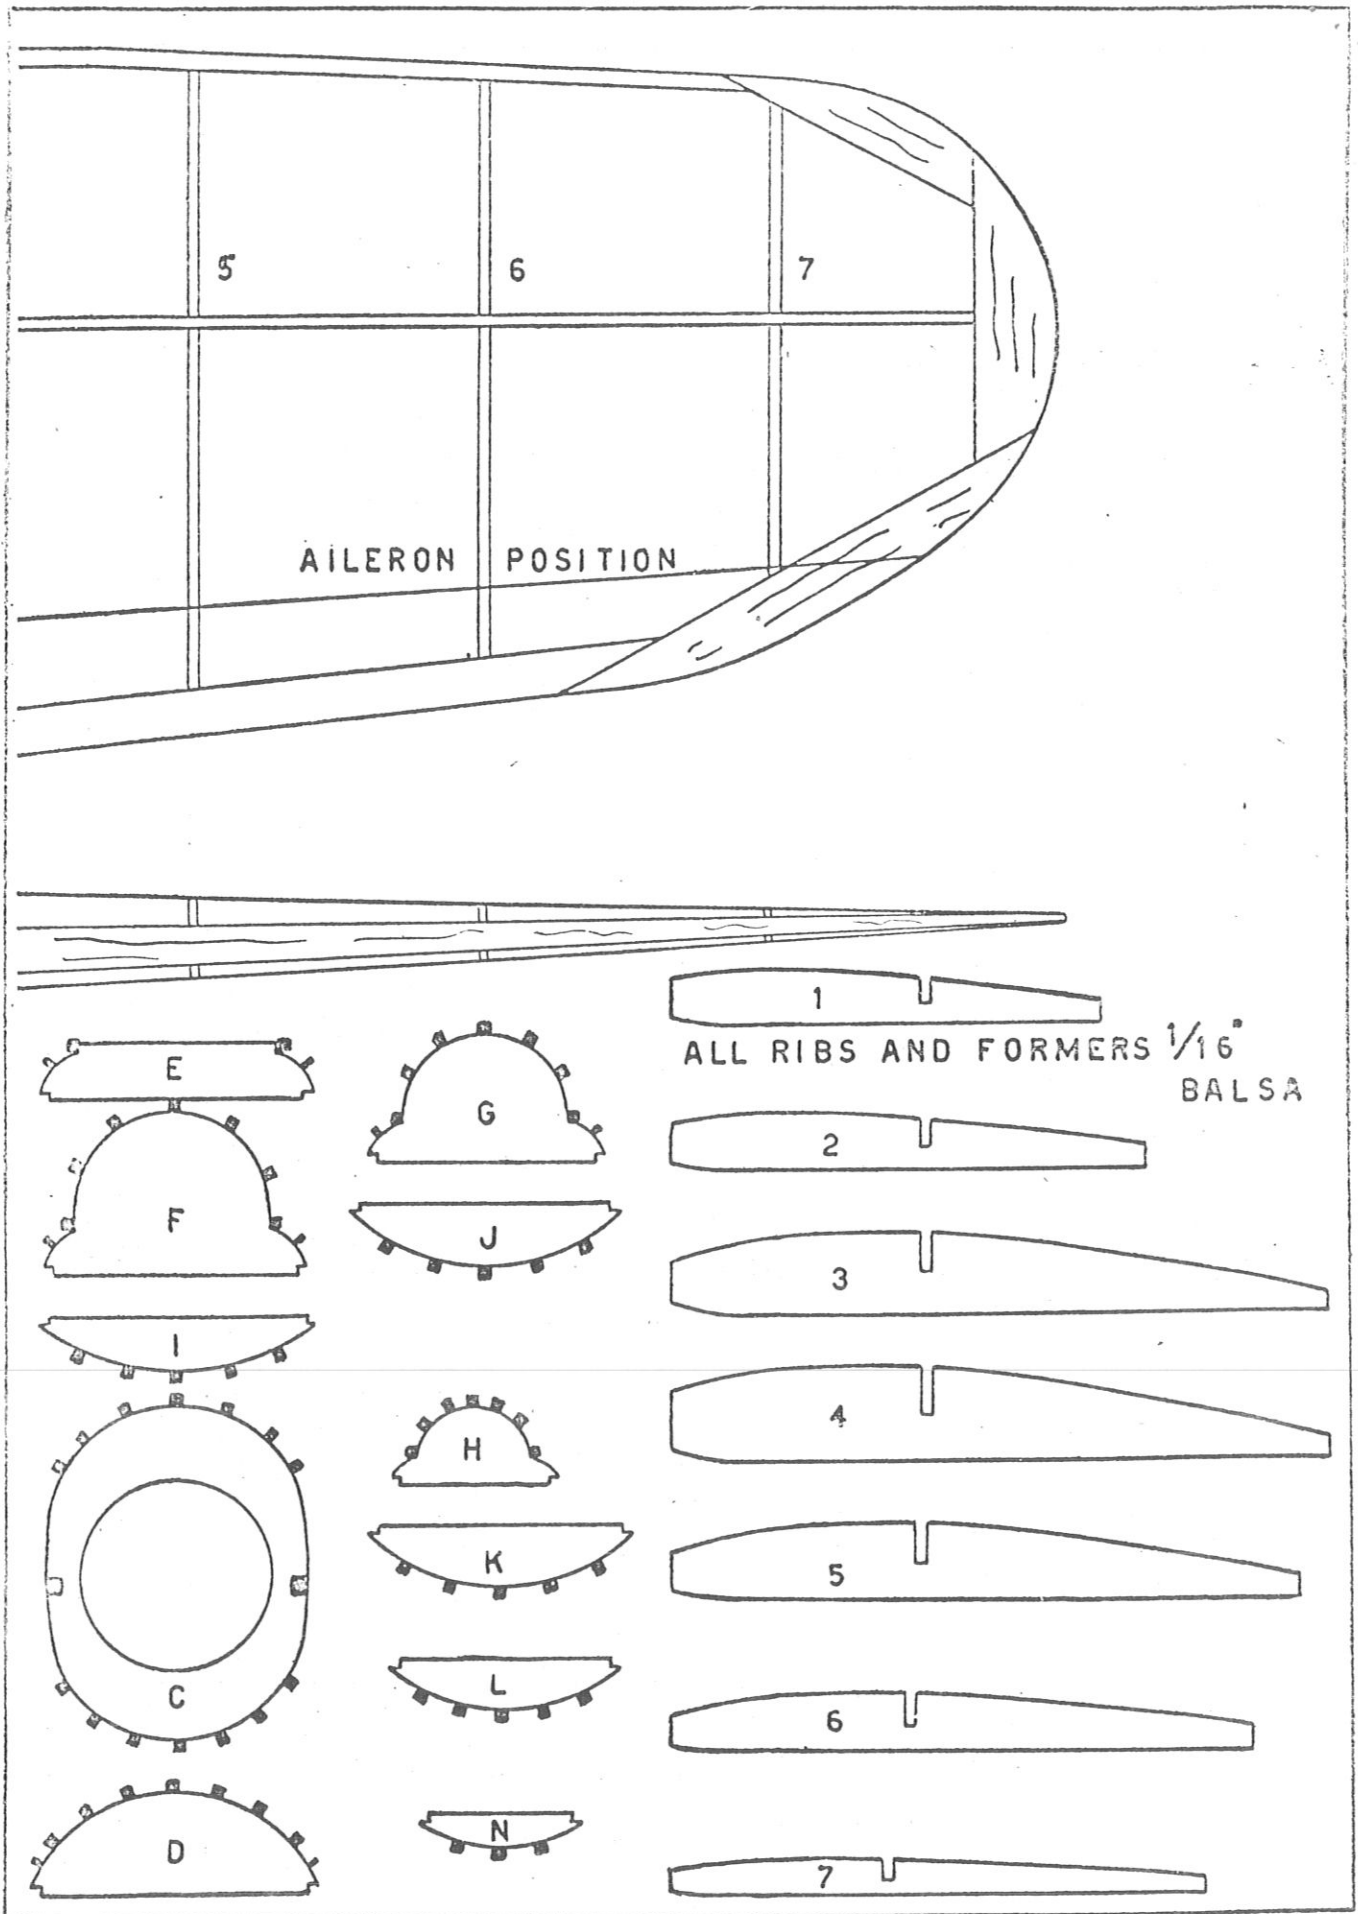 5 6 7
AILERON POSITION
1
ALL RIBS AND FORMERS 1/16"
BALSA
E
G
2
F
J
3
I
4
H
K
5
C
L
6
D
N
7